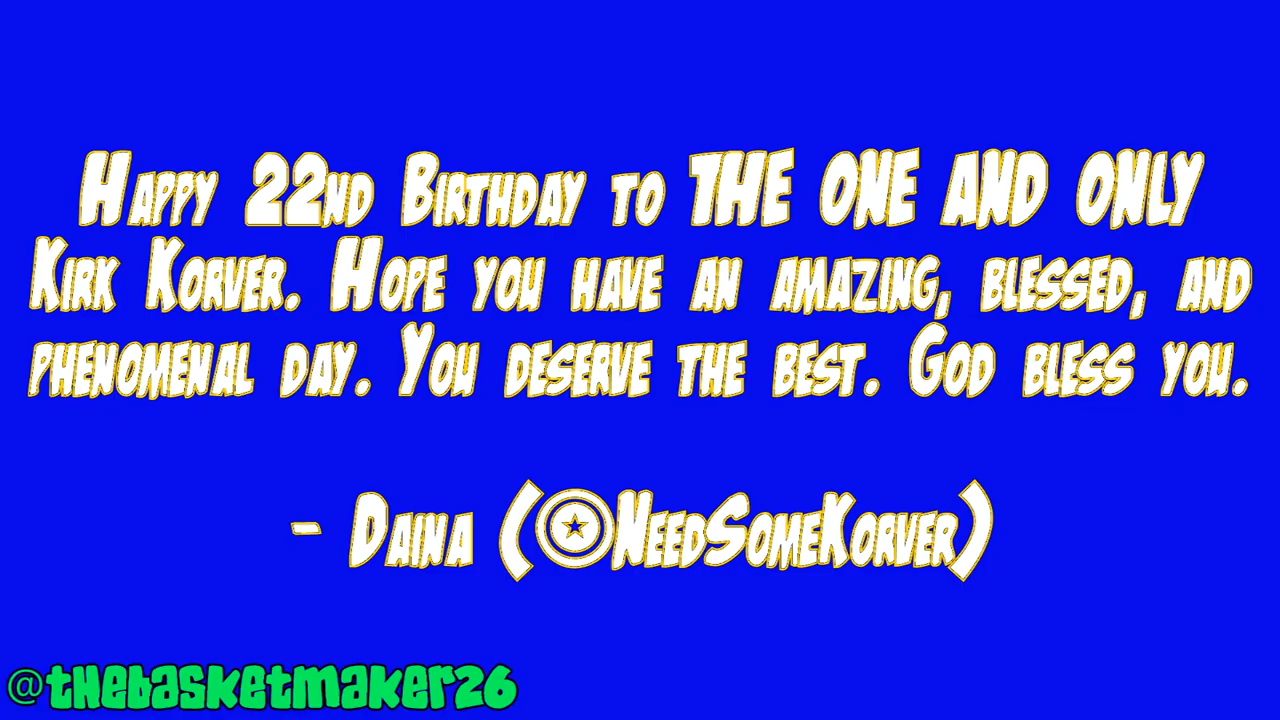 Happy 22nd Birthday to THE ONE AND ONLY
Kirk Korver. Hope you have an amazing, blessed, and
phenomenal day. You deserve the best. God bless you.
- Daina (@NeedSomeKorver)
@thebasketmaker26